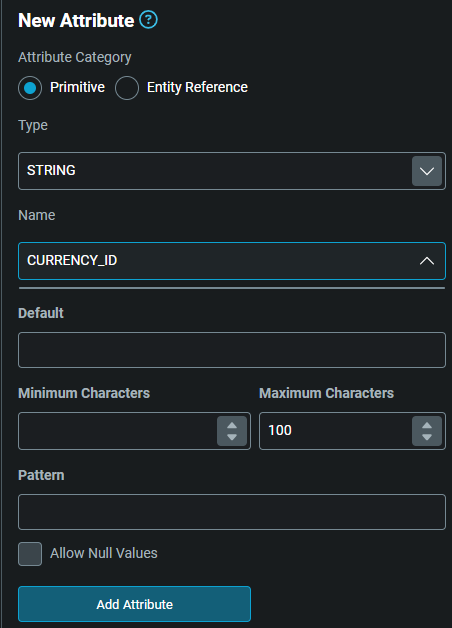 New Attribute ?
Attribute Category
Primitive Entity Reference
Type
STRING
Name
CURRENCY_ID
Default
Minimum Characters Maximum Characters
100
Pattern
Allow Null Values
Add Attribute